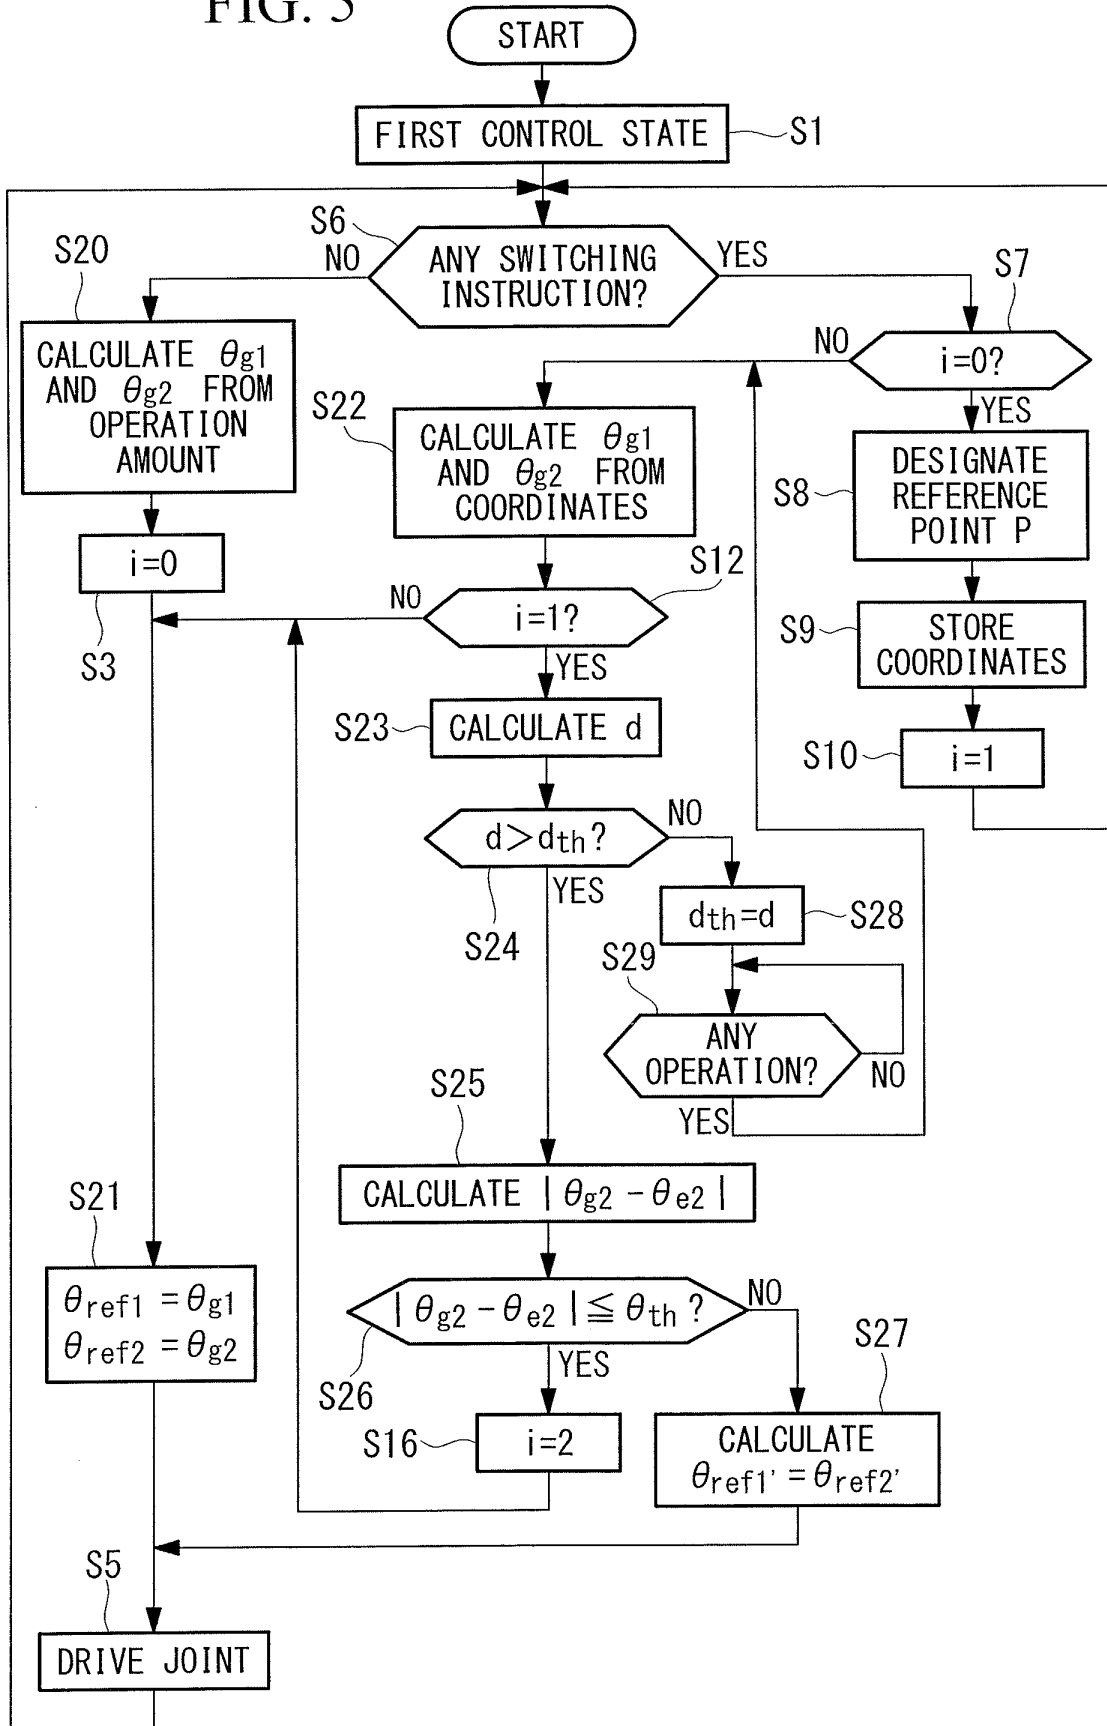 FIG. 5
START
FIRST CONTROL STATE
S1
S6
ANY SWITCHING
INSTRUCTION?
NO
YES
S20
CALCULATE θg1
AND θg2 FROM
OPERATION
AMOUNT
i=0
S3
S7
i=0?
NO
YES
S8
DESIGNATE
REFERENCE
POINT P
S9
STORE
COORDINATES
S10
i=1
S22
CALCULATE θg1
AND θg2 FROM
COORDINATES
S12
i=1?
NO
YES
S23
CALCULATE d
d>dth?
NO
YES
S24
dth=d
S28
S29
ANY
OPERATION?
NO
YES
S25
CALCULATE |θg2-θe2|
|θg2-θe2|≦θth?
NO
YES
S26
S16
i=2
S27
CALCULATE
θref1'=θref2'
S21
θref1=θg1
θref2=θg2
S5
DRIVE JOINT